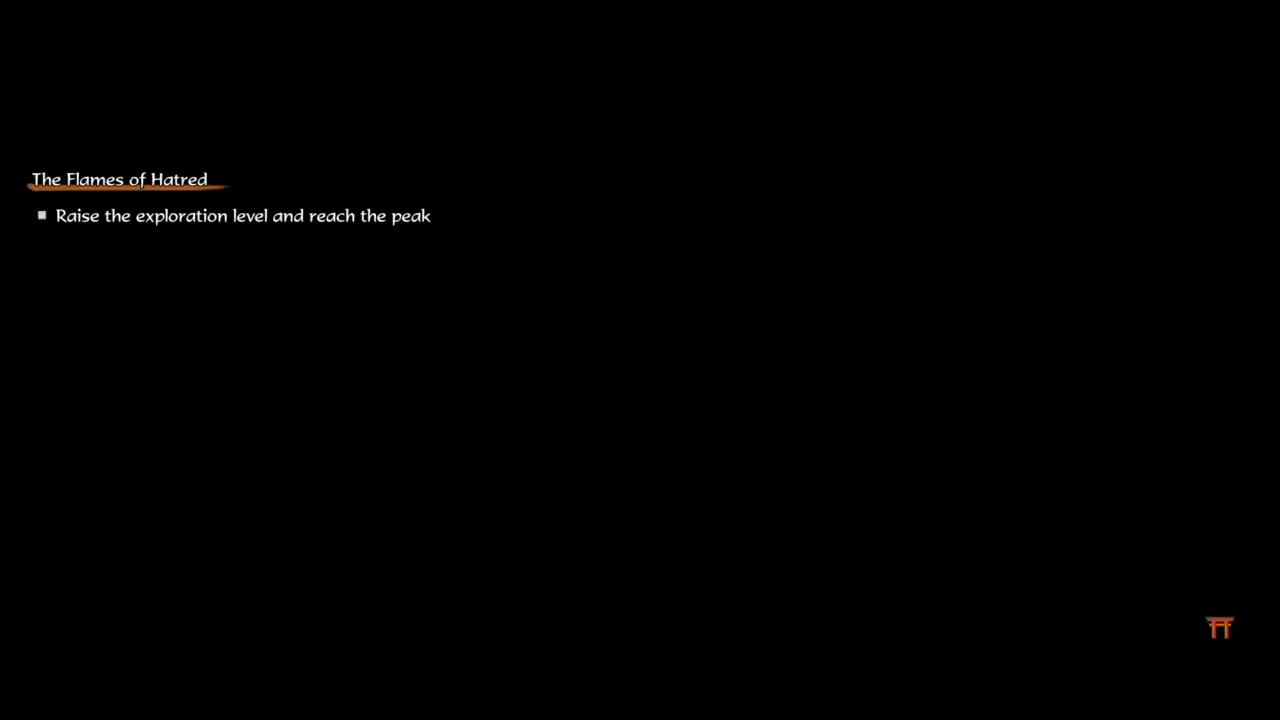 The Flames of Hatred
Raise the exploration level and reach the peak